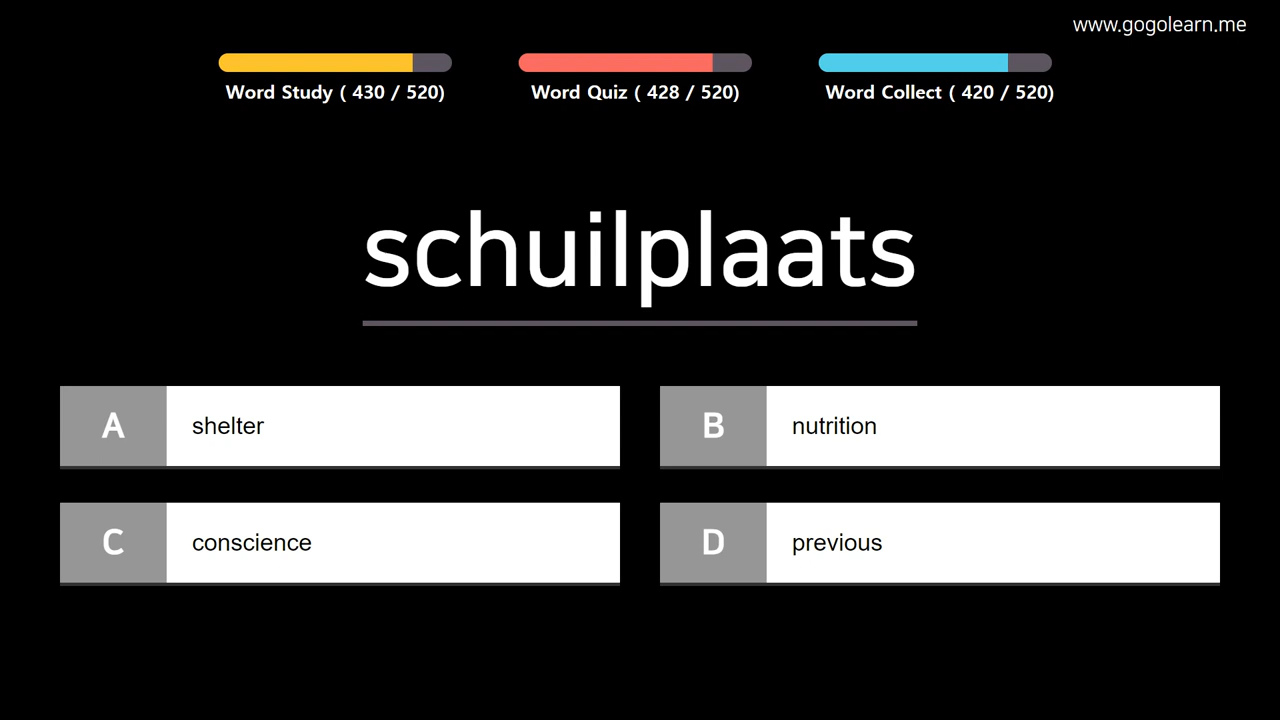 www.gogolearn.me
Word Study ( 430 / 520)
Word Quiz ( 428 / 520)
Word Collect ( 420 / 520)
schuilplaats
A shelter
B nutrition
C conscience
D previous